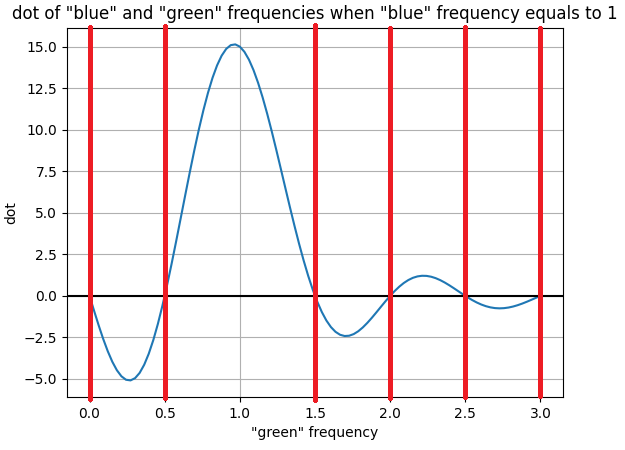 dot of "blue" and "green" frequencies when "blue" frequency equals to 1
15.0
12.5
10.0
7.5
5.0
2.5
0.0
−2.5
−5.0
dot
0.0 0.5 1.0 1.5 2.0 2.5 3.0
"green" frequency